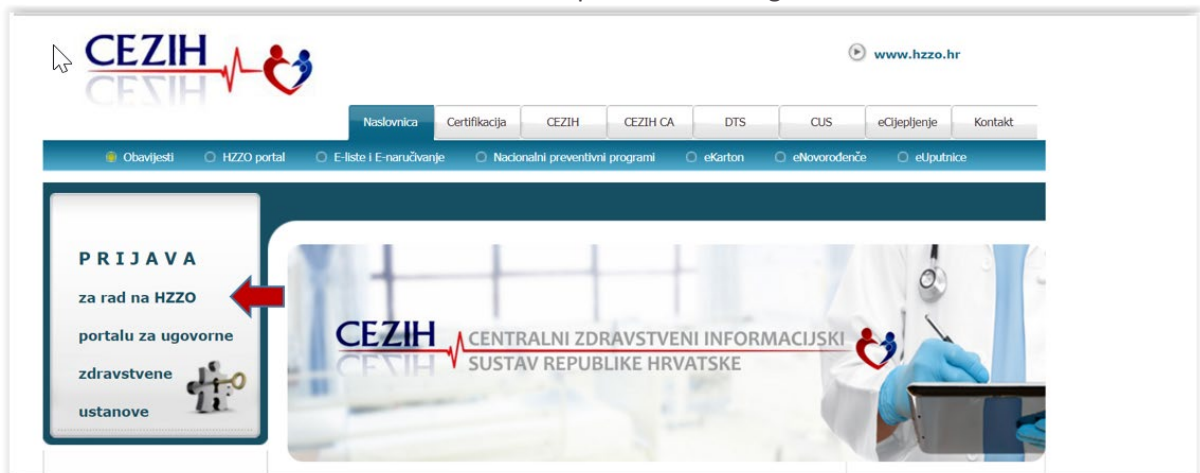 CEZIH
www.hzzo.hr
Naslovnica Certifikacija CEZIH CEZIH CA DTS CUS eCijepljenje Kontakt
Obavijesti HZZO portal E-liste i E-naručivanje Nacionalni preventivni programi eKarton eNovorođenče eUputnice
PRIJAVA
za rad na HZZO
portalu za ugovorne
zdravstvene
ustanove
CEZIH CENTRALNI ZDRAVSTVENI INFORMACIJSKI
SUSTAV REPUBLIKE HRVATSKE